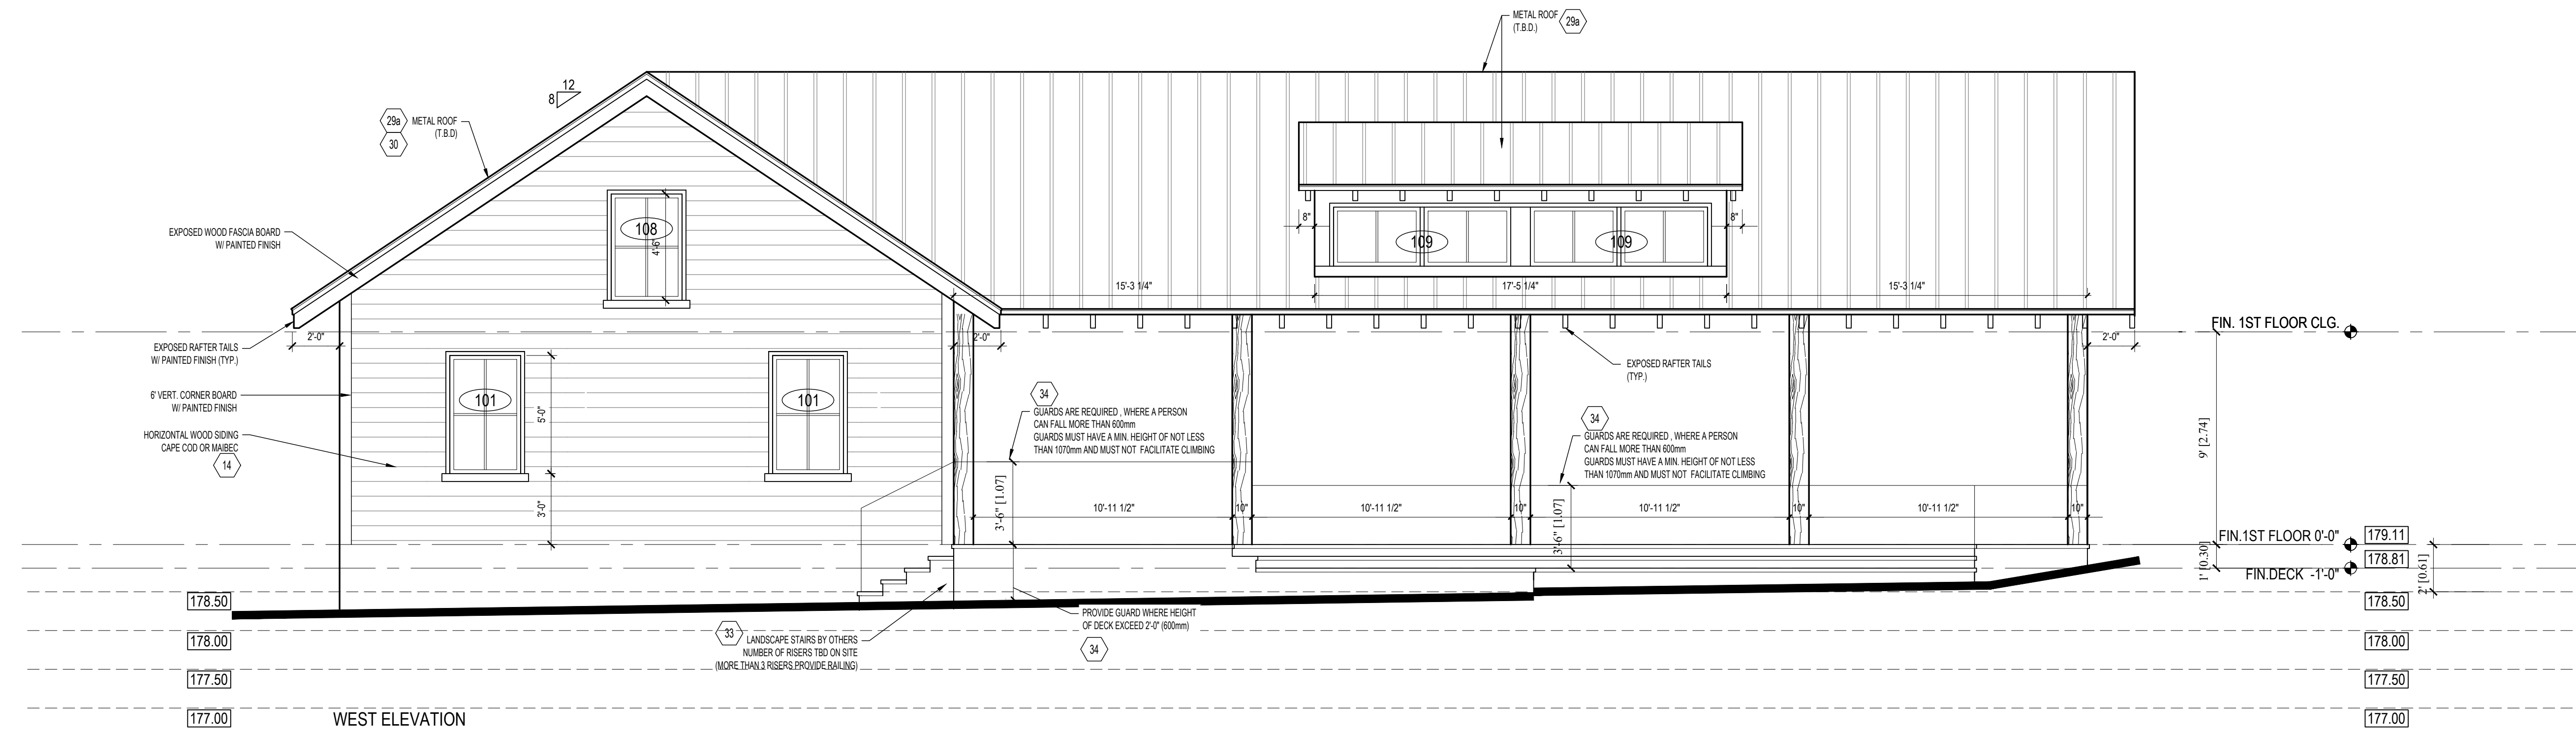 METAL ROOF
(T.B.D.)
29a
12
8
29a
30
METAL ROOF
(T.B.D)
EXPOSED WOOD FASCIA BOARD
W/ PAINTED FINISH
108
4'-6"
8"
8"
109
109
15'-3 1/4"
17'-5 1/4"
15'-3 1/4"
FIN. 1ST FLOOR CLG.
2'-0"
2'-0"
2'-0"
EXPOSED RAFTER TAILS
W/ PAINTED FINISH (TYP.)
EXPOSED RAFTER TAILS
(TYP.)
6' VERT. CORNER BOARD
W/ PAINTED FINISH
101
101
5'-0"
34
GUARDS ARE REQUIRED , WHERE A PERSON
CAN FALL MORE THAN 600mm
GUARDS MUST HAVE A MIN. HEIGHT OF NOT LESS
THAN 1070mm AND MUST NOT FACILITATE CLIMBING
34
GUARDS ARE REQUIRED , WHERE A PERSON
CAN FALL MORE THAN 600mm
GUARDS MUST HAVE A MIN. HEIGHT OF NOT LESS
THAN 1070mm AND MUST NOT FACILITATE CLIMBING
HORIZONTAL WOOD SIDING
CAPE COD OR MAIBEC
14
9' [2.74]
3'-0"
3'-6" [1.07]
3'-6" [1.07]
10'-11 1/2"
10"
10'-11 1/2"
10"
10'-11 1/2"
10"
10'-11 1/2"
10"
FIN.1ST FLOOR 0'-0"
179.11
178.81
FIN.DECK -1'-0"
1' [0.30]
2' [0.61]
178.50
178.50
33
LANDSCAPE STAIRS BY OTHERS
NUMBER OF RISERS TBD ON SITE
(MORE THAN 3 RISERS PROVIDE RAILING)
PROVIDE GUARD WHERE HEIGHT
OF DECK EXCEED 2'-0" (600mm)
34
178.00
178.00
177.50
177.50
177.00
177.00
WEST ELEVATION